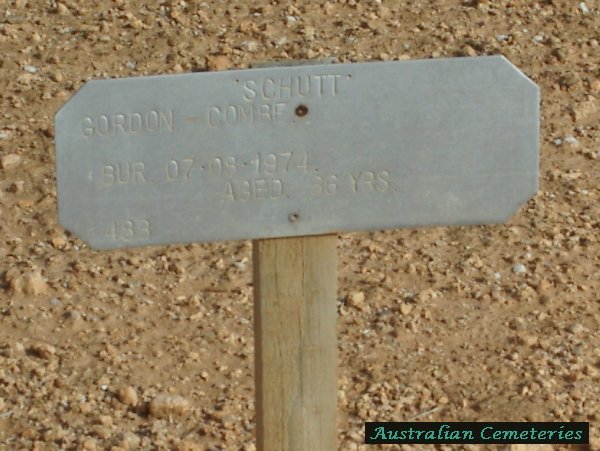 "SCHUTT"
GORDON - COMBE.
BUR. 07-08-1974.
AGED. 36 YRS.
483
Australian Cemeteries